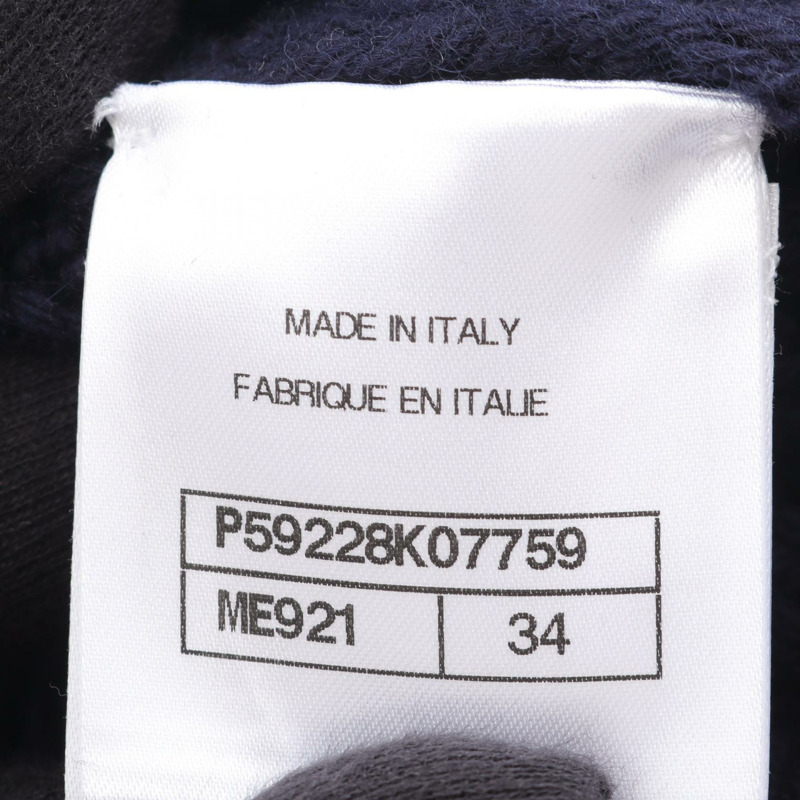 MADE IN ITALY
FABRIQUE EN ITALIE
P59228K07759
ME921 34